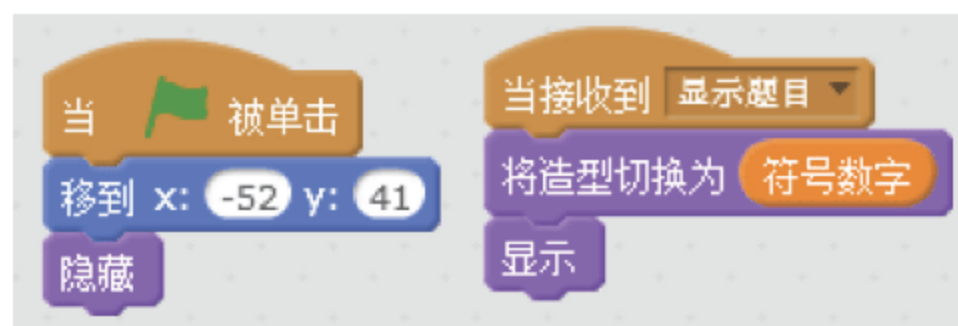 当 被单击
移到 x: -52 y: 41
隐藏
当接收到 显示题目
将造型切换为 符号数字
显示